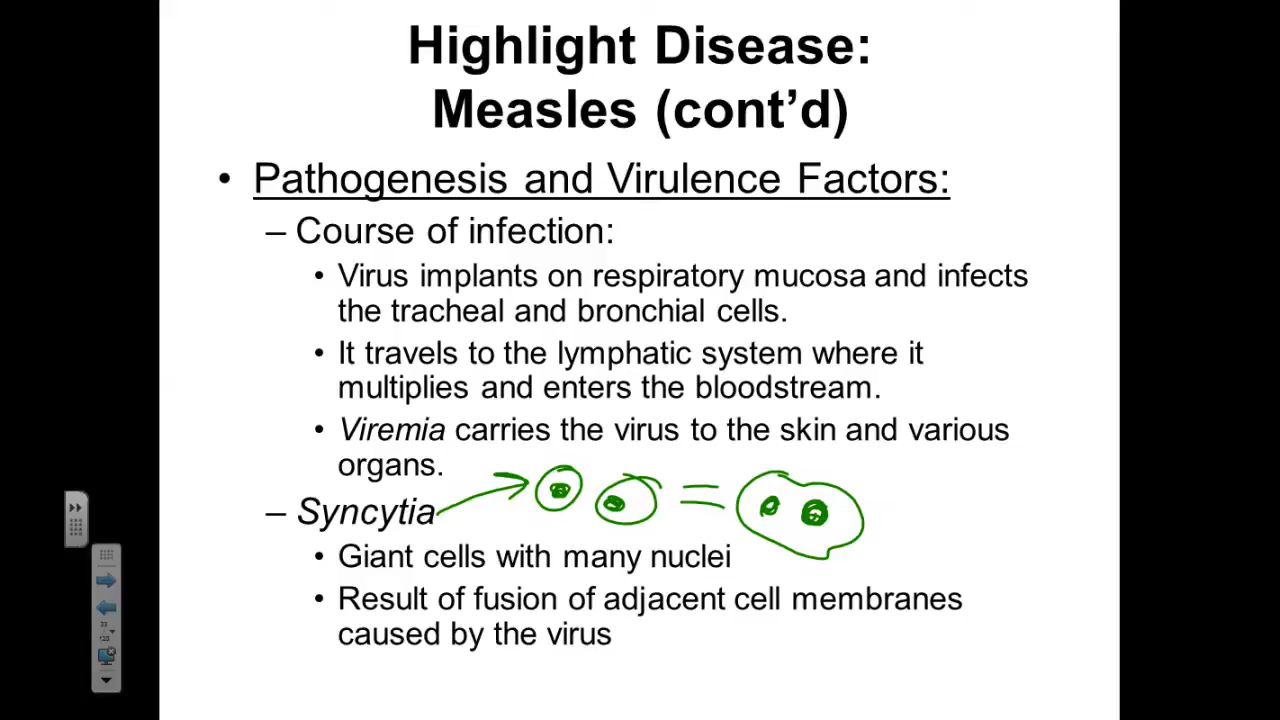 Highlight Disease:
Measles (cont’d)
• Pathogenesis and Virulence Factors:
– Course of infection:
• Virus implants on respiratory mucosa and infects
the tracheal and bronchial cells.
• It travels to the lymphatic system where it
multiplies and enters the bloodstream.
• Viremia carries the virus to the skin and various
organs.
– Syncytia
• Giant cells with many nuclei
• Result of fusion of adjacent cell membranes
caused by the virus